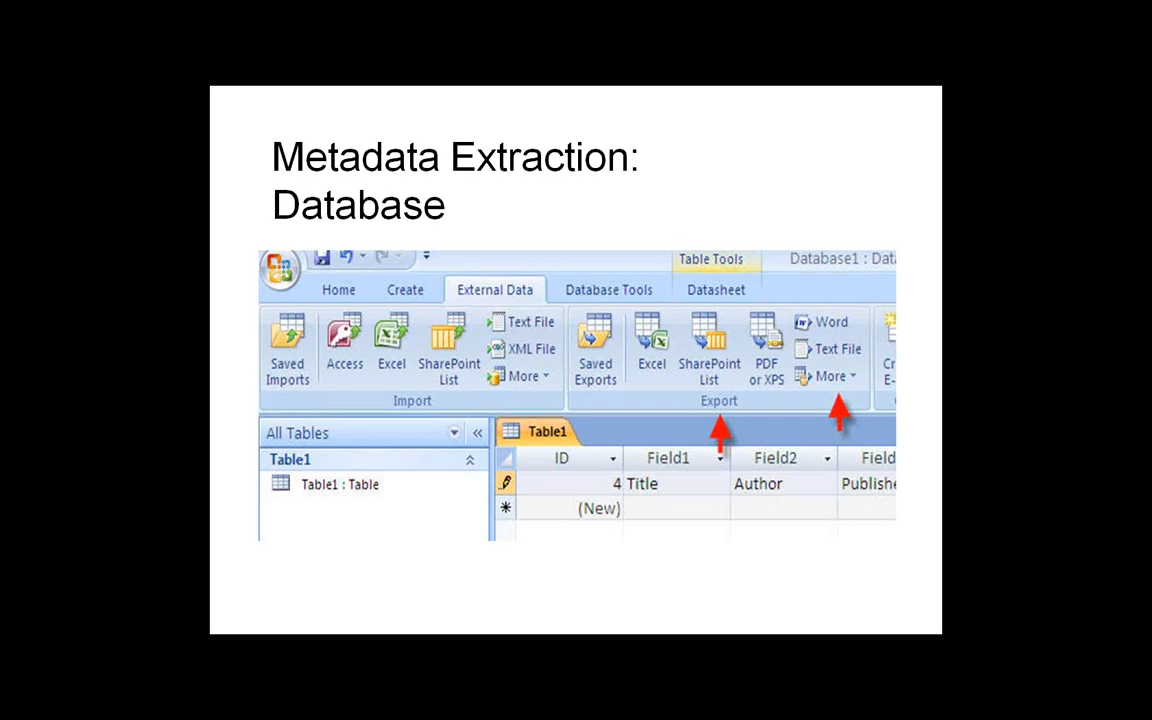 Metadata Extraction:
Database
Table Tools
Database1 : Dat
Home
Create
External Data
Database Tools
Datasheet
Saved
Imports
Access
Excel
SharePoint
List
Text File
XML File
More
Import
Saved
Exports
Excel
SharePoint
List
PDF
or XPS
Word
Text File
More
Export
Cr
E-
All Tables
Table1
Table1 : Table
Table1
ID Field1 Field2 Field
4 Title Author Publishe
(New)